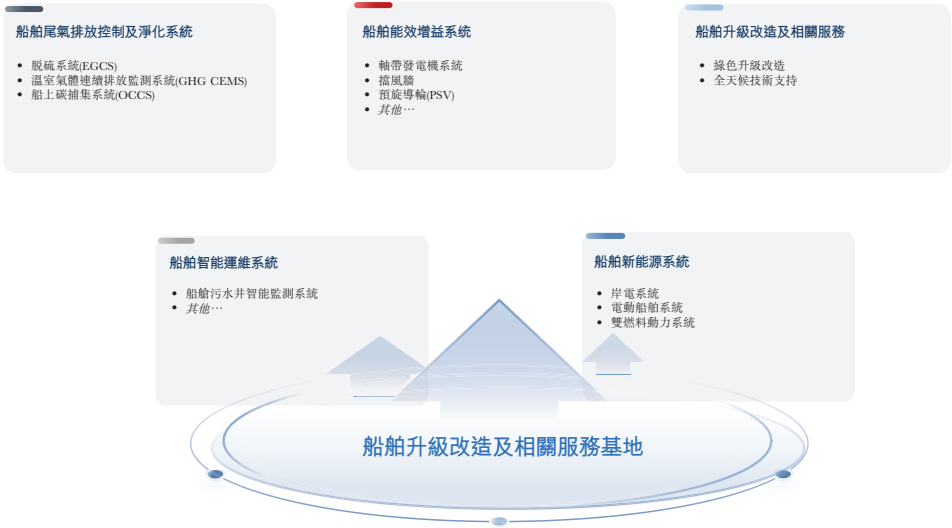 船舶尾氣排放控制及淨化系統
脱硫系統(EGCS)
溫室氣體連續排放監測系統(GHG CEMS)
船上碳捕集系統(OCCS)
船舶能效增益系统
軸帶發電機系統
擋風牆
預旋導輪(PSV)
其他…
船舶升級改造及相關服務
綠色升級改造
全天候技術支持
船舶智能運維系統
船艙污水井智能監測系統
其他…
船舶新能源系統
岸電系統
電動船舶系統
雙燃料動力系統
船舶升級改造及相關服務基地